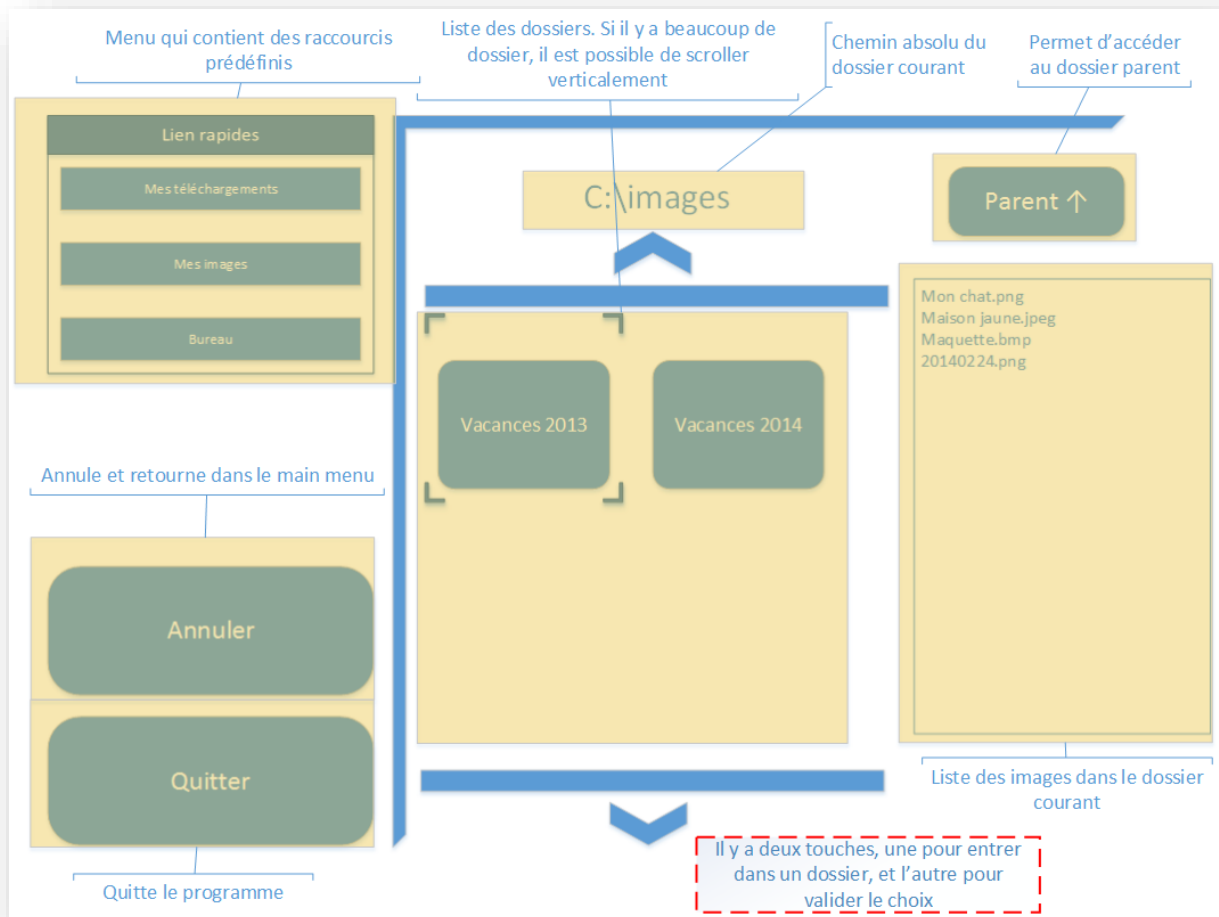 Menu qui contient des raccourcis
prédéfinis
Liste des dossiers. Si il y a beaucoup de
dossier, il est possible de scroller
verticalement
Chemin absolu du
dossier courant
Permet d'accéder
au dossier parent
Lien rapides
Mes téléchargements
Mes images
Bureau
C:\images
Parent ↑
Vacances 2013
Vacances 2014
Mon chat.png
Maison jaune.jpeg
Maquette.bmp
20140224.png
Annule et retourne dans le main menu
Annuler
Quitter
Quitte le programme
Liste des images dans le dossier
courant
Il y a deux touches, une pour entrer
dans un dossier, et l'autre pour
valider le choix